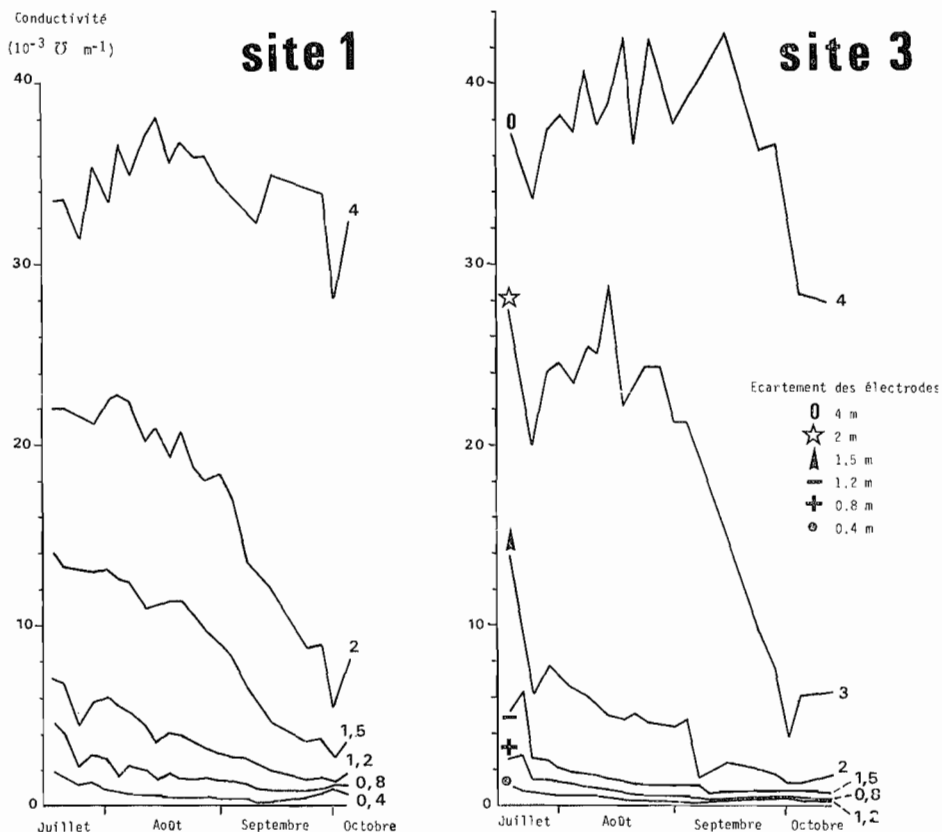 Conductivité
(10⁻³ ℧ m⁻¹)
site 1
40
30
20
10
0
4
2
1,5
1,2
0,8
0,4
Juillet
Août
Septembre
Octobre
site 3
40
30
20
10
0
4
3
2
1,5
0,8
1,2
Ecartement des électrodes
4 m
2 m
1.5 m
1.2 m
0.8 m
0.4 m
Juillet
Août
Septembre
Octobre